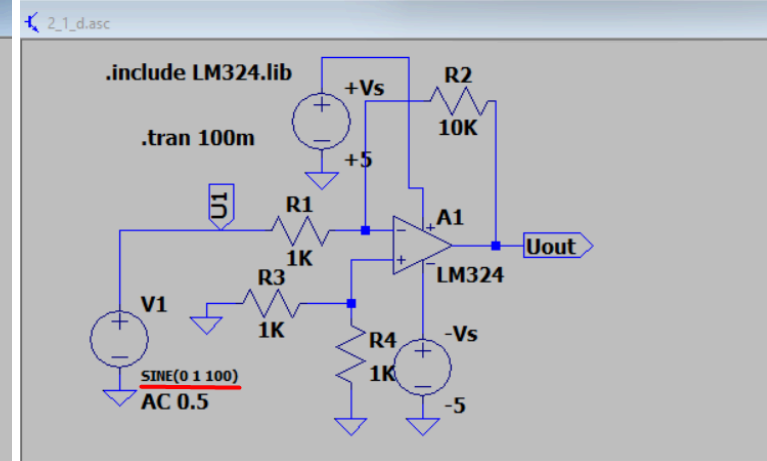 2_1_d.asc
.include LM324.lib
+Vs
R2
10K
.tran 100m
+5
U1
R1
1K
A1
LM324
Uout
R3
1K
V1
R4
1K
-Vs
-5
SINE(0 1 100)
AC 0.5